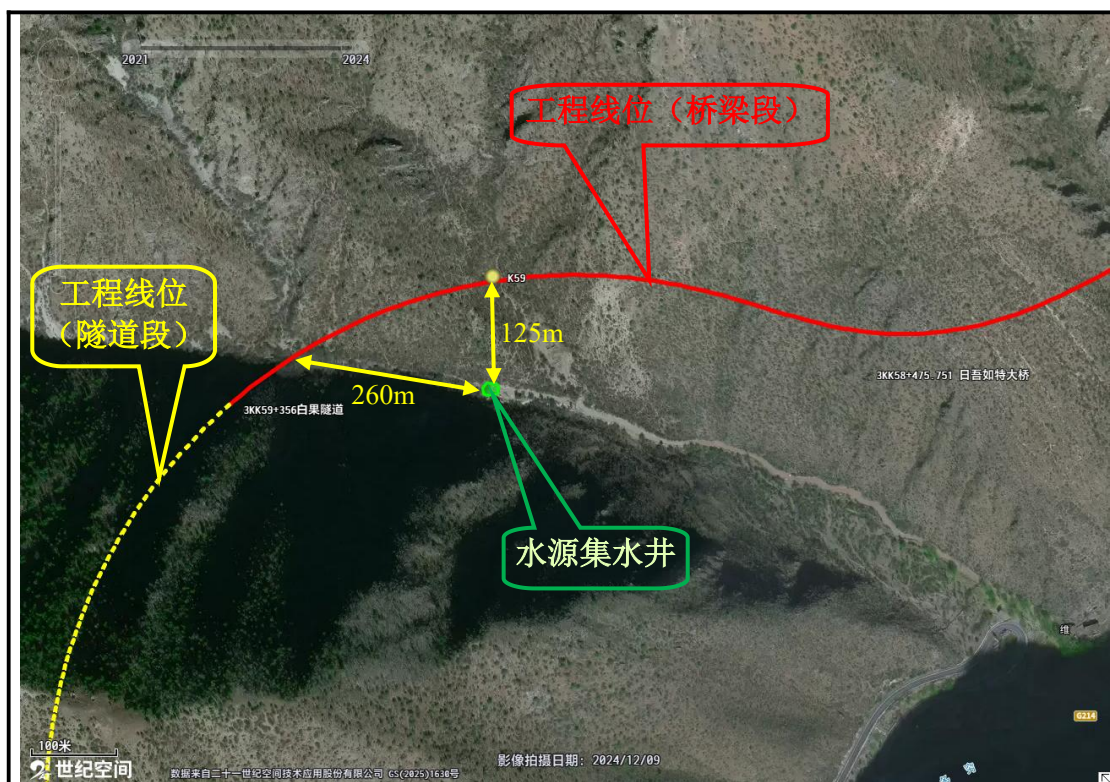 2021
2024
工程线位（桥梁段）
K59
工程线位
（隧道段）
125m
260m
3KK58+475.751 日吾如特大桥
3KK59+356白果隧道
水源集水井
维
G214
100米
世纪空间
影像拍摄日期：2024/12/09
数据来自二十一世纪空间技术应用股份有限公司 GS(2025)1630号